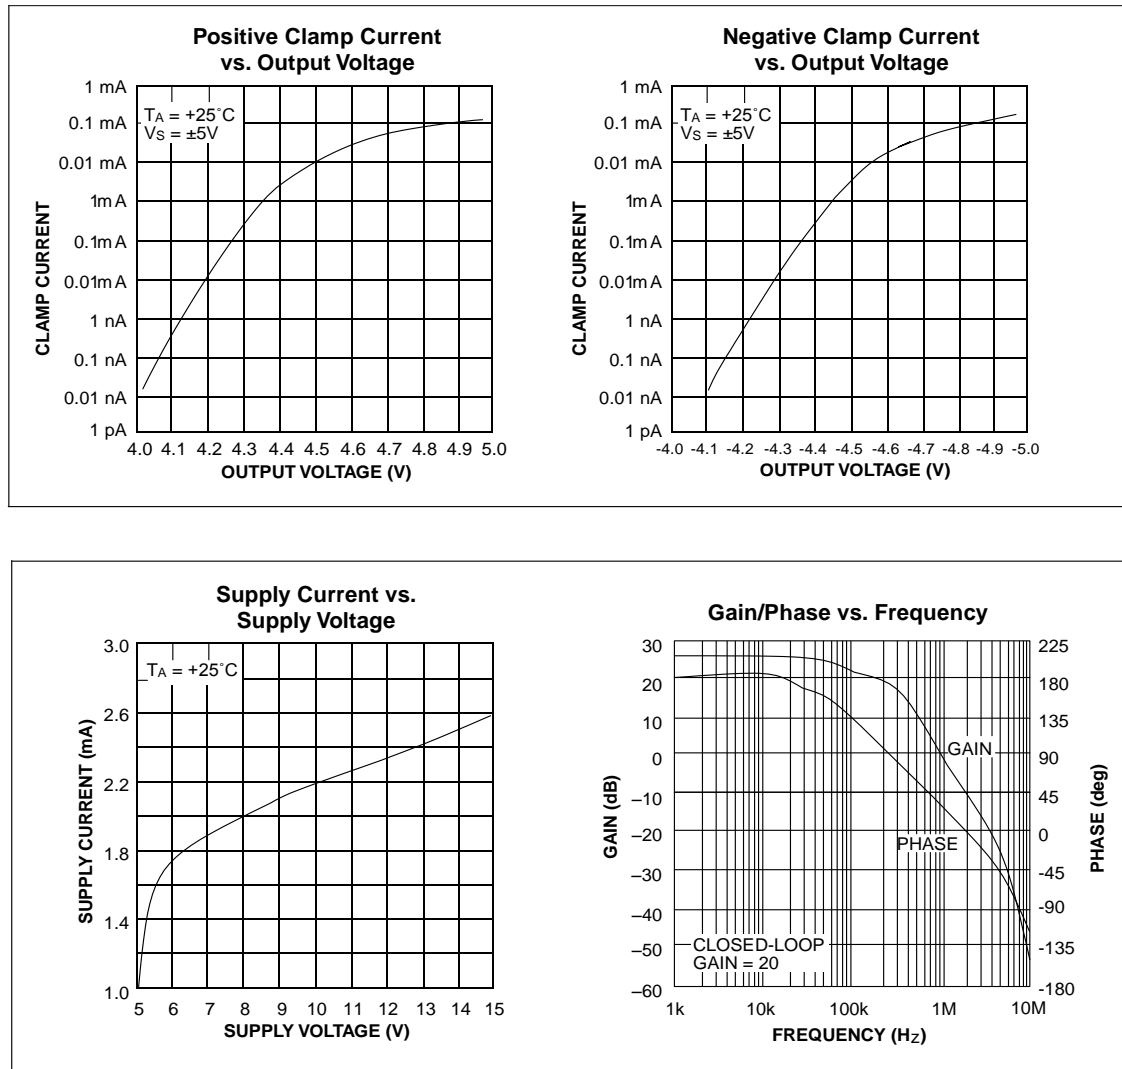 Positive Clamp Current
vs. Output Voltage
1 mA
0.1 mA
0.01 mA
1m A
0.1m A
0.01m A
1 nA
0.1 nA
0.01 nA
1 pA
TA = +25˚C
VS = ±5V
CLAMP CURRENT
4.0 4.1 4.2 4.3 4.4 4.5 4.6 4.7 4.8 4.9 5.0
OUTPUT VOLTAGE (V)
Negative Clamp Current
vs. Output Voltage
1 mA
0.1 mA
0.01 mA
1m A
0.1m A
0.01m A
1 nA
0.1 nA
0.01 nA
1 pA
TA = +25˚C
VS = ±5V
CLAMP CURRENT
-4.0 -4.1 -4.2 -4.3 -4.4 -4.5 -4.6 -4.7 -4.8 -4.9 -5.0
OUTPUT VOLTAGE (V)
Supply Current vs.
Supply Voltage
3.0
2.6
2.2
1.8
1.4
1.0
TA = +25˚C
SUPPLY CURRENT (mA)
5 6 7 8 9 10 11 12 13 14 15
SUPPLY VOLTAGE (V)
Gain/Phase vs. Frequency
30
20
10
0
–10
–20
–30
–40
–50
–60
GAIN (dB)
GAIN
PHASE
CLOSED-LOOP
GAIN = 20
225
180
135
90
45
0
-45
-90
-135
-180
PHASE (deg)
1k 10k 100k 1M 10M
FREQUENCY (Hz)